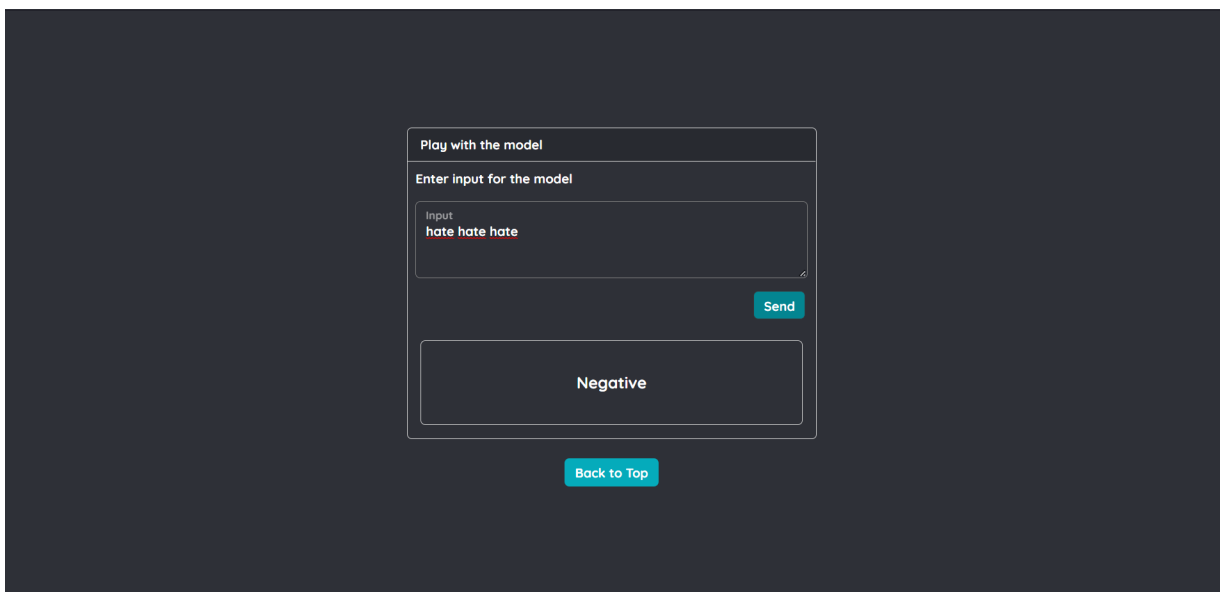 Play with the model
Enter input for the model
Input
hate hate hate
Send
Negative
Back to Top